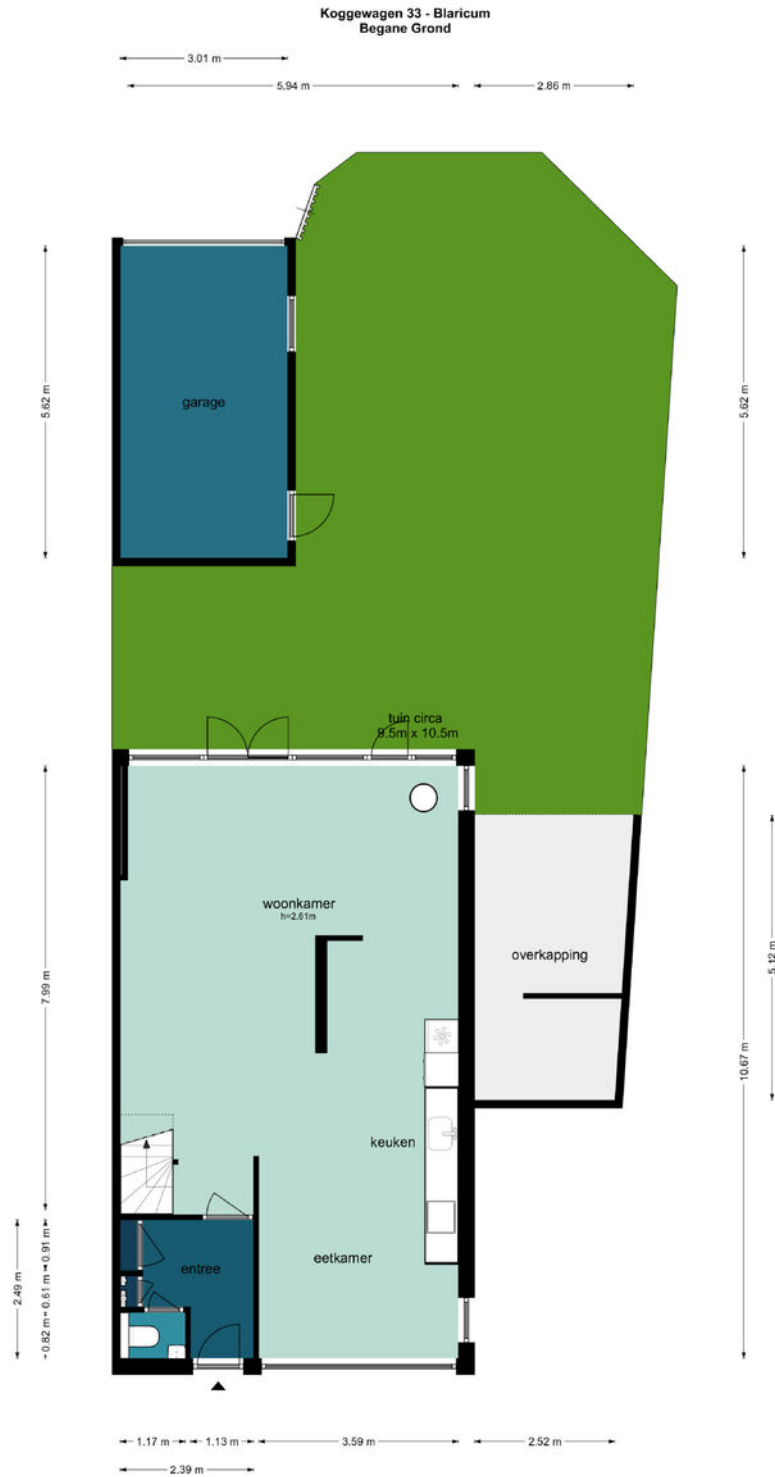 Koggewagen 33 - Blaricum
Begane Grond
3.01 m
5.94 m
2.86 m
5.62 m
5.62 m
garage
tuin circa
9.5m x 10.5m
woonkamer
h=2.61m
overkapping
7.99 m
5.12 m
10.67 m
keuken
eetkamer
entree
2.49 m
0.91 m
0.61 m
0.82 m
1.17 m
1.13 m
3.59 m
2.52 m
2.39 m